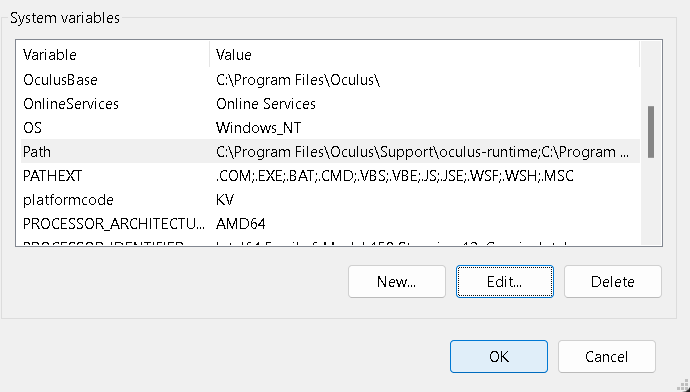 System variables
Variable Value
OculusBase C:\Program Files\Oculus\
OnlineServices Online Services
OS Windows_NT
Path C:\Program Files\Oculus\Support\oculus-runtime;C:\Program ...
PATHEXT .COM;.EXE;.BAT;.CMD;.VBS;.VBE;.JS;.JSE;.WSF;.WSH;.MSC
platformcode KV
PROCESSOR_ARCHITECTU... AMD64
New... Edit... Delete
OK Cancel